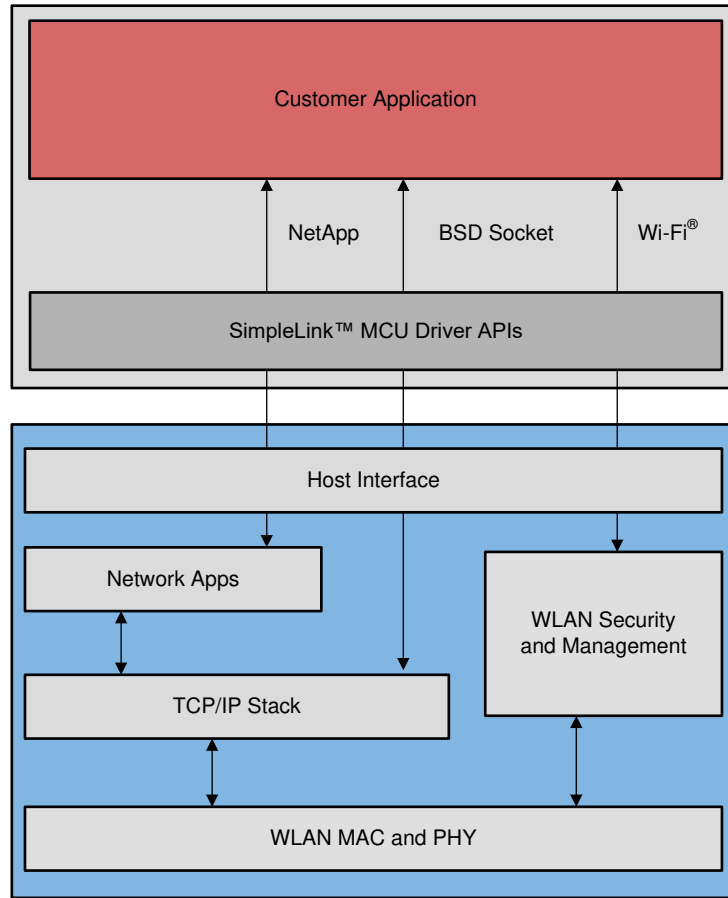 Customer Application
NetApp
BSD Socket
Wi-Fi®
SimpleLink™ MCU Driver APIs
Host Interface
Network Apps
WLAN Security
and Management
TCP/IP Stack
WLAN MAC and PHY